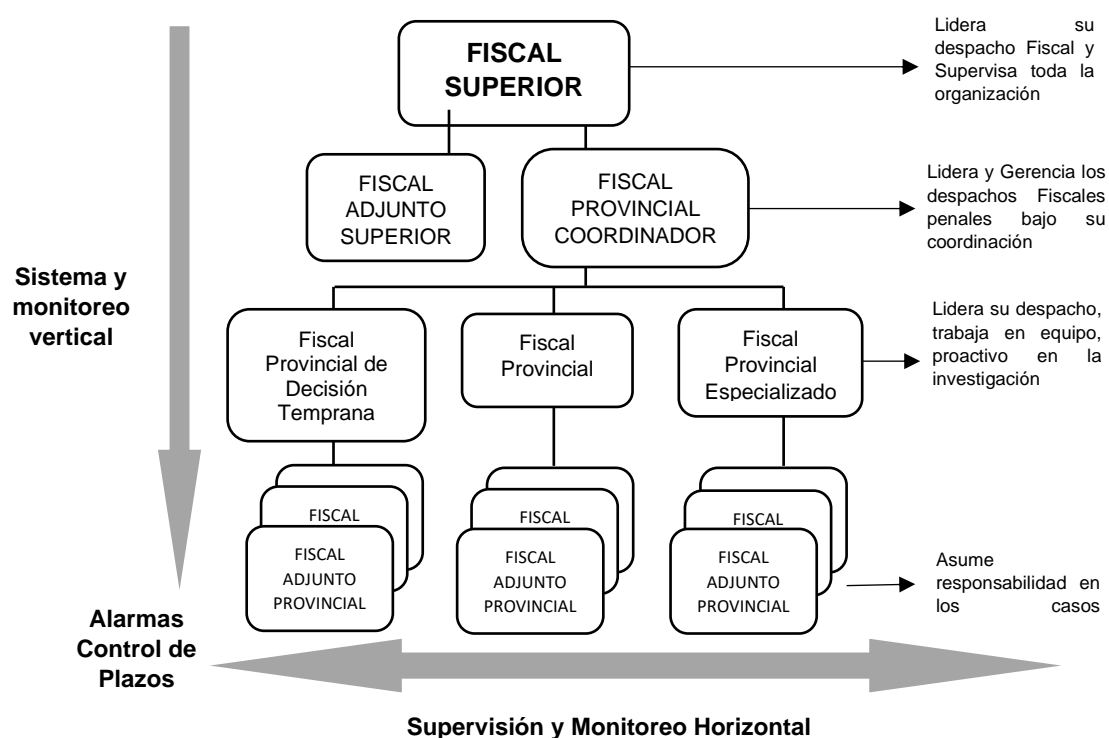 FISCAL
SUPERIOR
Lidera su
despacho Fiscal y
Supervisa toda la
organización
FISCAL
ADJUNTO
SUPERIOR
FISCAL
PROVINCIAL
COORDINADOR
Lidera y Gerencia los
despachos Fiscales
penales bajo su
coordinación
Sistema y
monitoreo
vertical
Fiscal
Provincial de
Decisión
Temprana
Fiscal
Provincial
Fiscal
Provincial
Especializado
Lidera su despacho,
trabaja en equipo,
proactivo en la
investigación
FISCAL
FISCAL
ADJUNTO
PROVINCIAL
FISCAL
FISCAL
ADJUNTO
PROVINCIAL
FISCAL
FISCAL
ADJUNTO
PROVINCIAL
Asume
responsabilidad en
los casos
Alarmas
Control de
Plazos
Supervisión y Monitoreo Horizontal